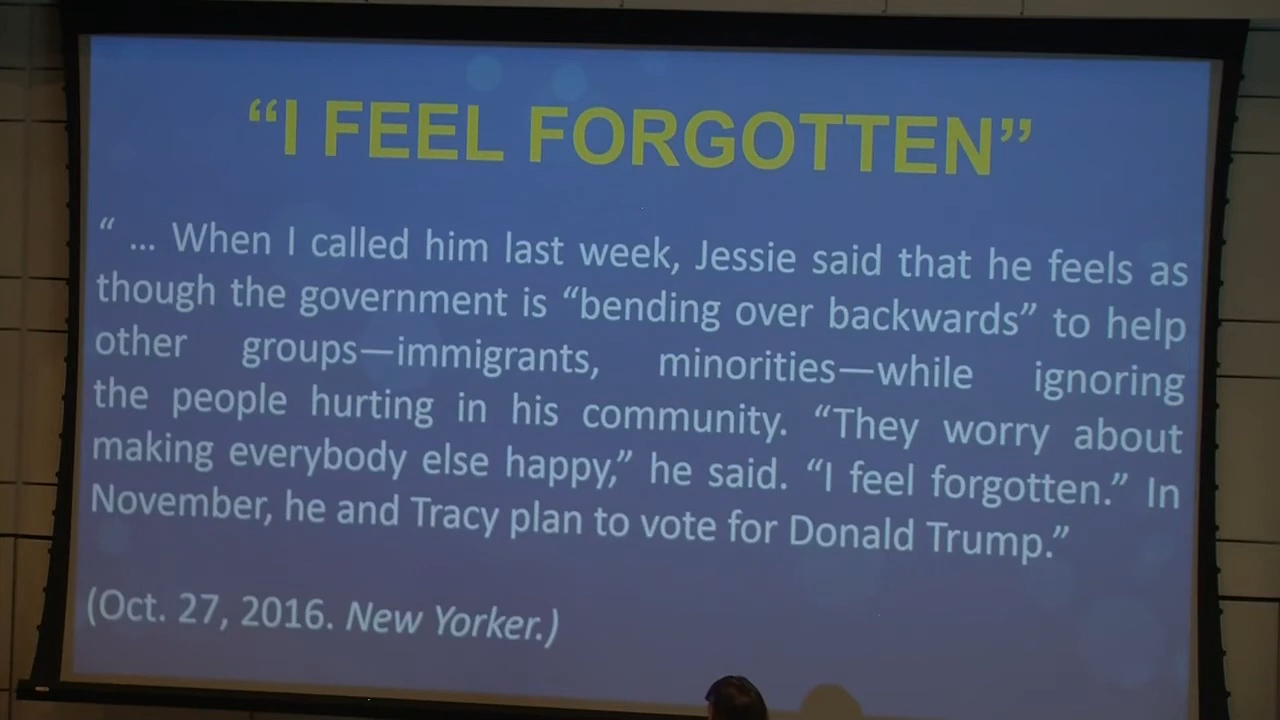 “I FEEL FORGOTTEN”
“ ... When I called him last week, Jessie said that he feels as
though the government is “bending over backwards” to help
other groups—immigrants, minorities—while ignoring
the people hurting in his community. “They worry about
making everybody else happy,” he said. “I feel forgotten.” In
November, he and Tracy plan to vote for Donald Trump.”
(Oct. 27, 2016. New Yorker.)